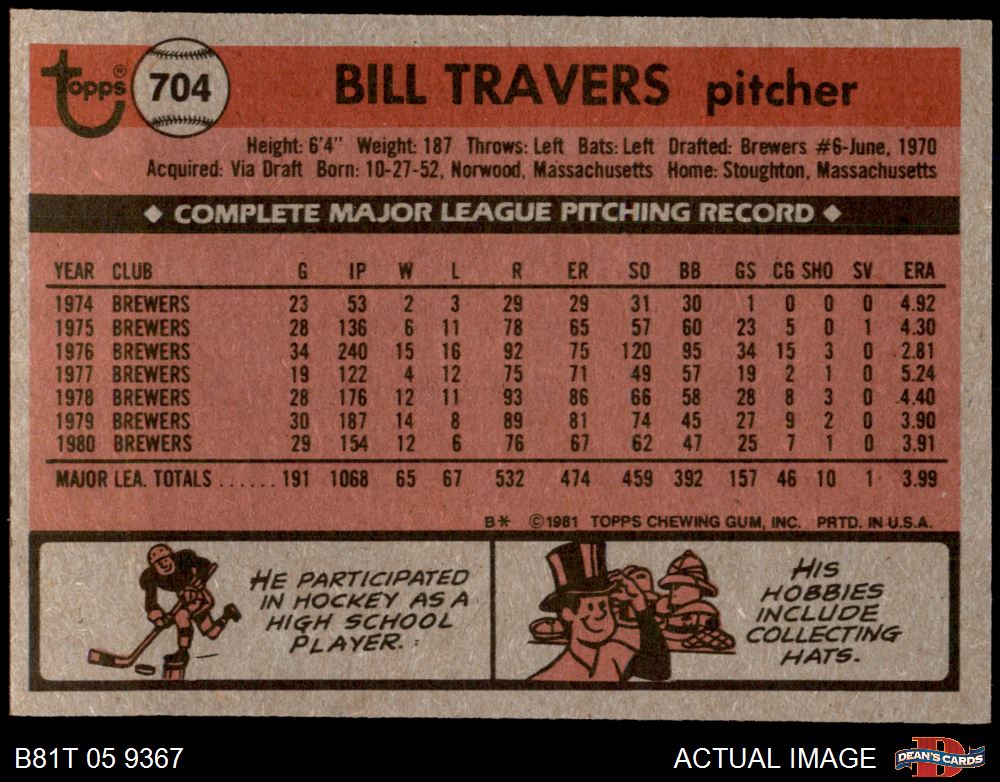 topps® 704 BILL TRAVERS pitcher
Height: 6'4" Weight: 187 Throws: Left Bats: Left Drafted: Brewers #6-June, 1970
Acquired: Via Draft Born: 10-27-52, Norwood, Massachusetts Home: Stoughton, Massachusetts
◆ COMPLETE MAJOR LEAGUE PITCHING RECORD ◆
YEAR CLUB G IP W L R ER SO BB GS CG SHO SV ERA
1974 BREWERS 23 53 2 3 29 29 31 30 1 0 0 0 4.92
1975 BREWERS 28 136 6 11 78 65 57 60 23 5 0 1 4.30
1976 BREWERS 34 240 15 16 92 75 120 95 34 15 3 0 2.81
1977 BREWERS 19 122 4 12 75 71 49 57 19 2 1 0 5.24
1978 BREWERS 28 176 12 11 93 86 66 58 28 8 3 0 4.40
1979 BREWERS 30 187 14 8 89 81 74 45 27 9 2 0 3.90
1980 BREWERS 29 154 12 6 76 67 62 47 25 7 1 0 3.91
MAJOR LEA. TOTALS ...... 191 1068 65 67 532 474 459 392 157 46 10 1 3.99
B* ©1981 TOPPS CHEWING GUM, INC. PRTD. IN U.S.A.
HE PARTICIPATED
IN HOCKEY AS A
HIGH SCHOOL
PLAYER.
HIS
HOBBIES
INCLUDE
COLLECTING
HATS.
B81T 05 9367
ACTUAL IMAGE
D
DEAN'S CARDS